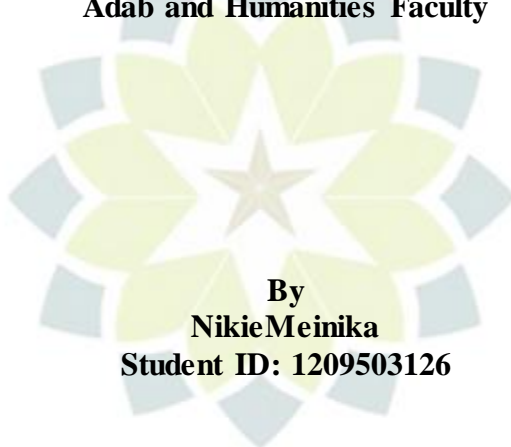 Adab and Humanities Faculty
By
NikieMeinika
Student ID: 1209503126